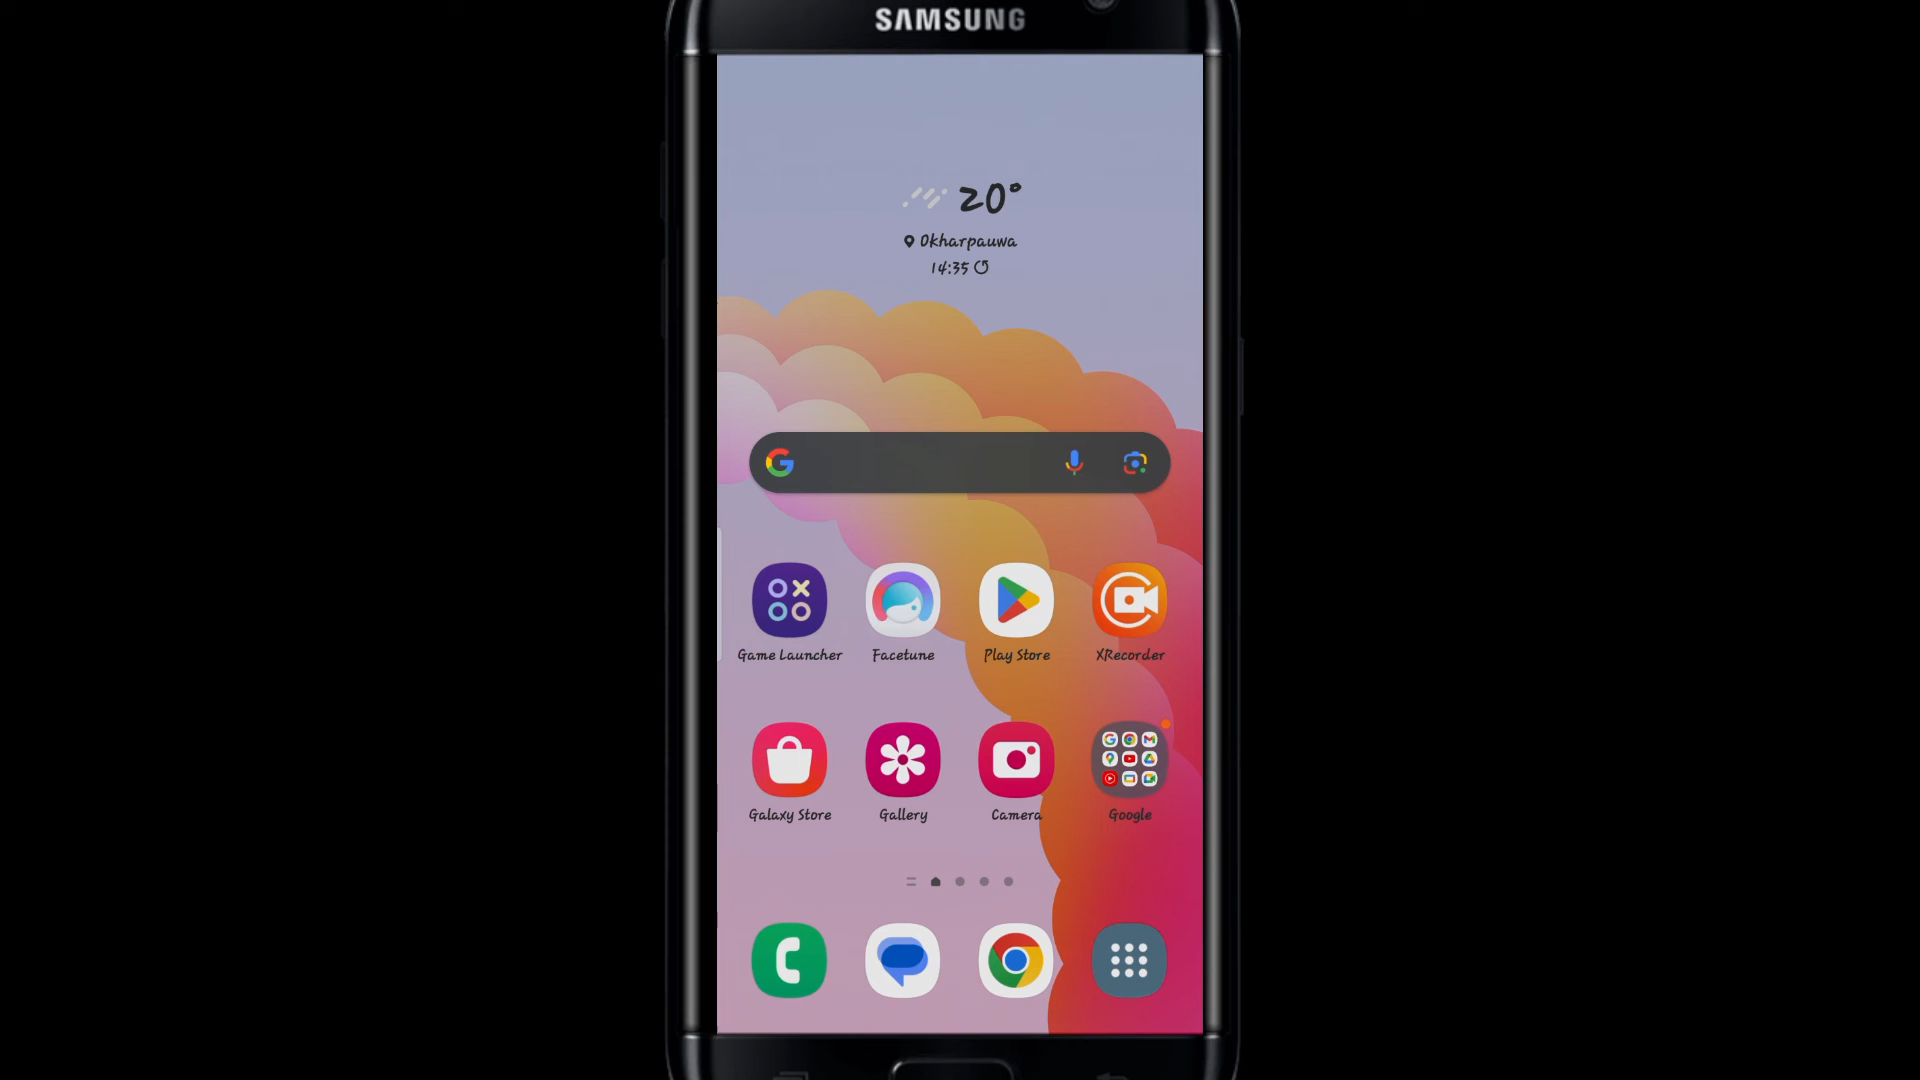 SAMSUNG
20°
Okharpauwa
14:35
Game Launcher
Facetune
Play Store
XRecorder
Galaxy Store
Gallery
Camera
Google